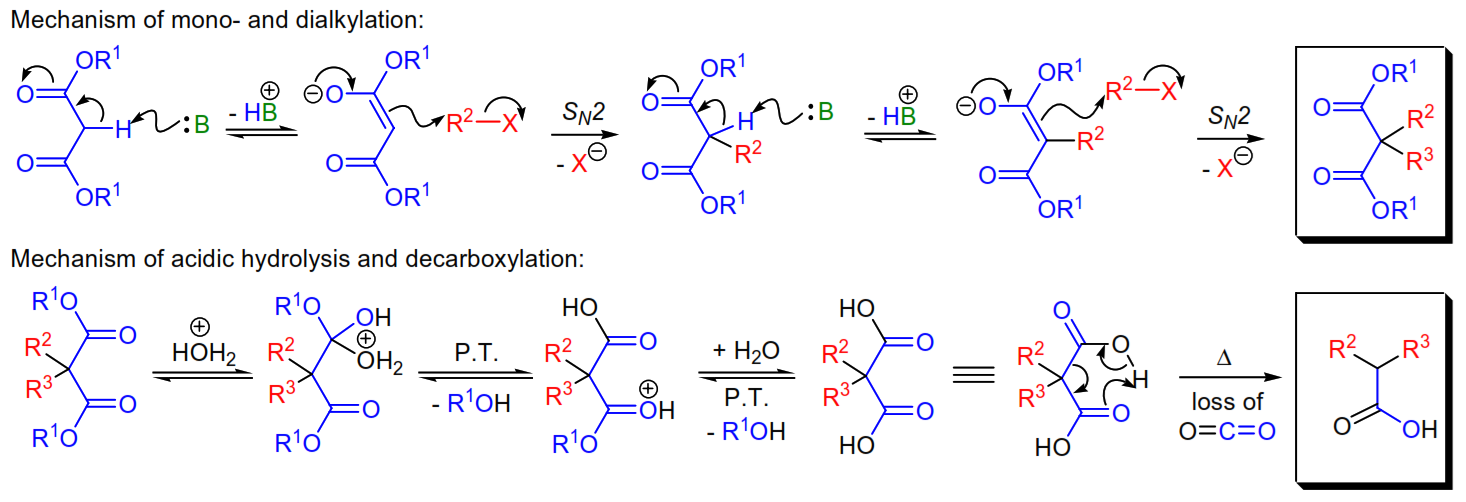 Mechanism of mono- and dialkylation:
OR¹ O H :B O OR¹
- HB⊕
⊖O OR¹ R²—X O OR¹
S_N2
- X⊖
OR¹ O H R² :B O OR¹
- HB⊕
⊖O OR¹ R² R²—X O OR¹
S_N2
- X⊖
OR¹ O R² R³ O OR¹
Mechanism of acidic hydrolysis and decarboxylation:
R¹O O R² R³ O R¹O
⊕
HOH₂
R¹O OH ⊕ OH₂ R² R³ O R¹O
P.T.
- R¹OH
HO O R² R³ ⊕ OH R¹O
+ H₂O
P.T.
- R¹OH
HO O R² R³ O HO
O O H R² R³ O HO
Δ
loss of
O=C=O
R² R³ O OH